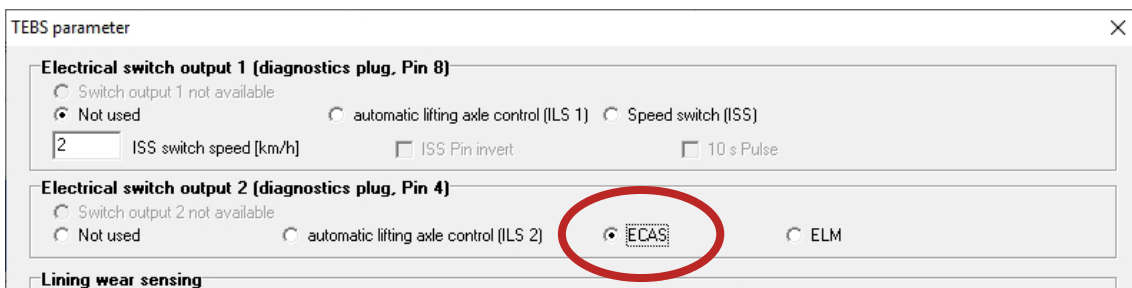 TEBS parameter
Electrical switch output 1 (diagnostics plug, Pin 8)
Switch output 1 not available
Not used automatic lifting axle control (ILS 1) Speed switch (ISS)
2 ISS switch speed [km/h] ISS Pin invert 10 s Pulse
Electrical switch output 2 (diagnostics plug, Pin 4)
Switch output 2 not available
Not used automatic lifting axle control (ILS 2) ECAS ELM
Lining wear sensing